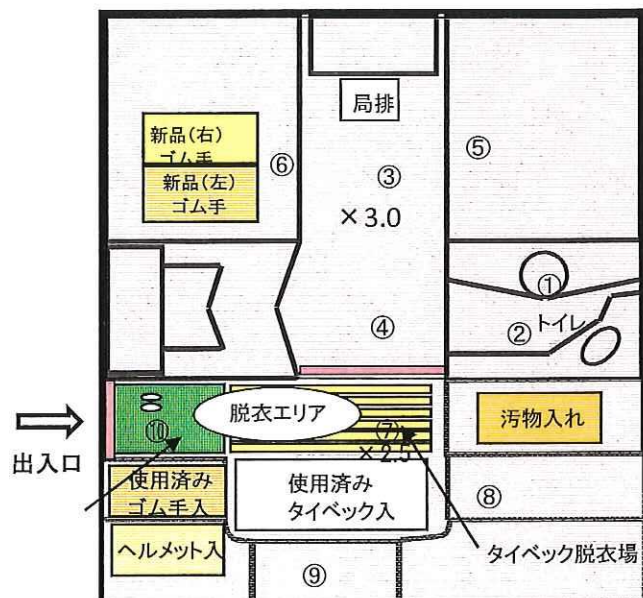 局排
新品(右)
ゴム手
新品(左)
ゴム手
⑥
③
⑤
×3.0
①
②
トイレ
④
出入口
⑩
脱衣エリア
⑦
×2.5
汚物入れ
使用済み
ゴム手入
使用済み
タイベック入
⑧
ヘルメット入
⑨
タイベック脱衣場